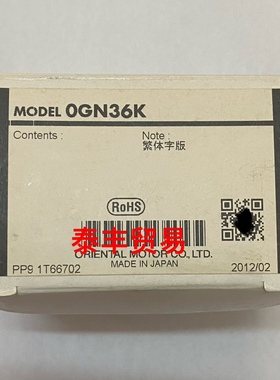 MODEL 0GN36K
Contents :
Note :
繁体字版
RoHS
泰丰贸易
ORIENTAL MOTOR CO., LTD.
MADE IN JAPAN
PP9 1T66702
2012/02